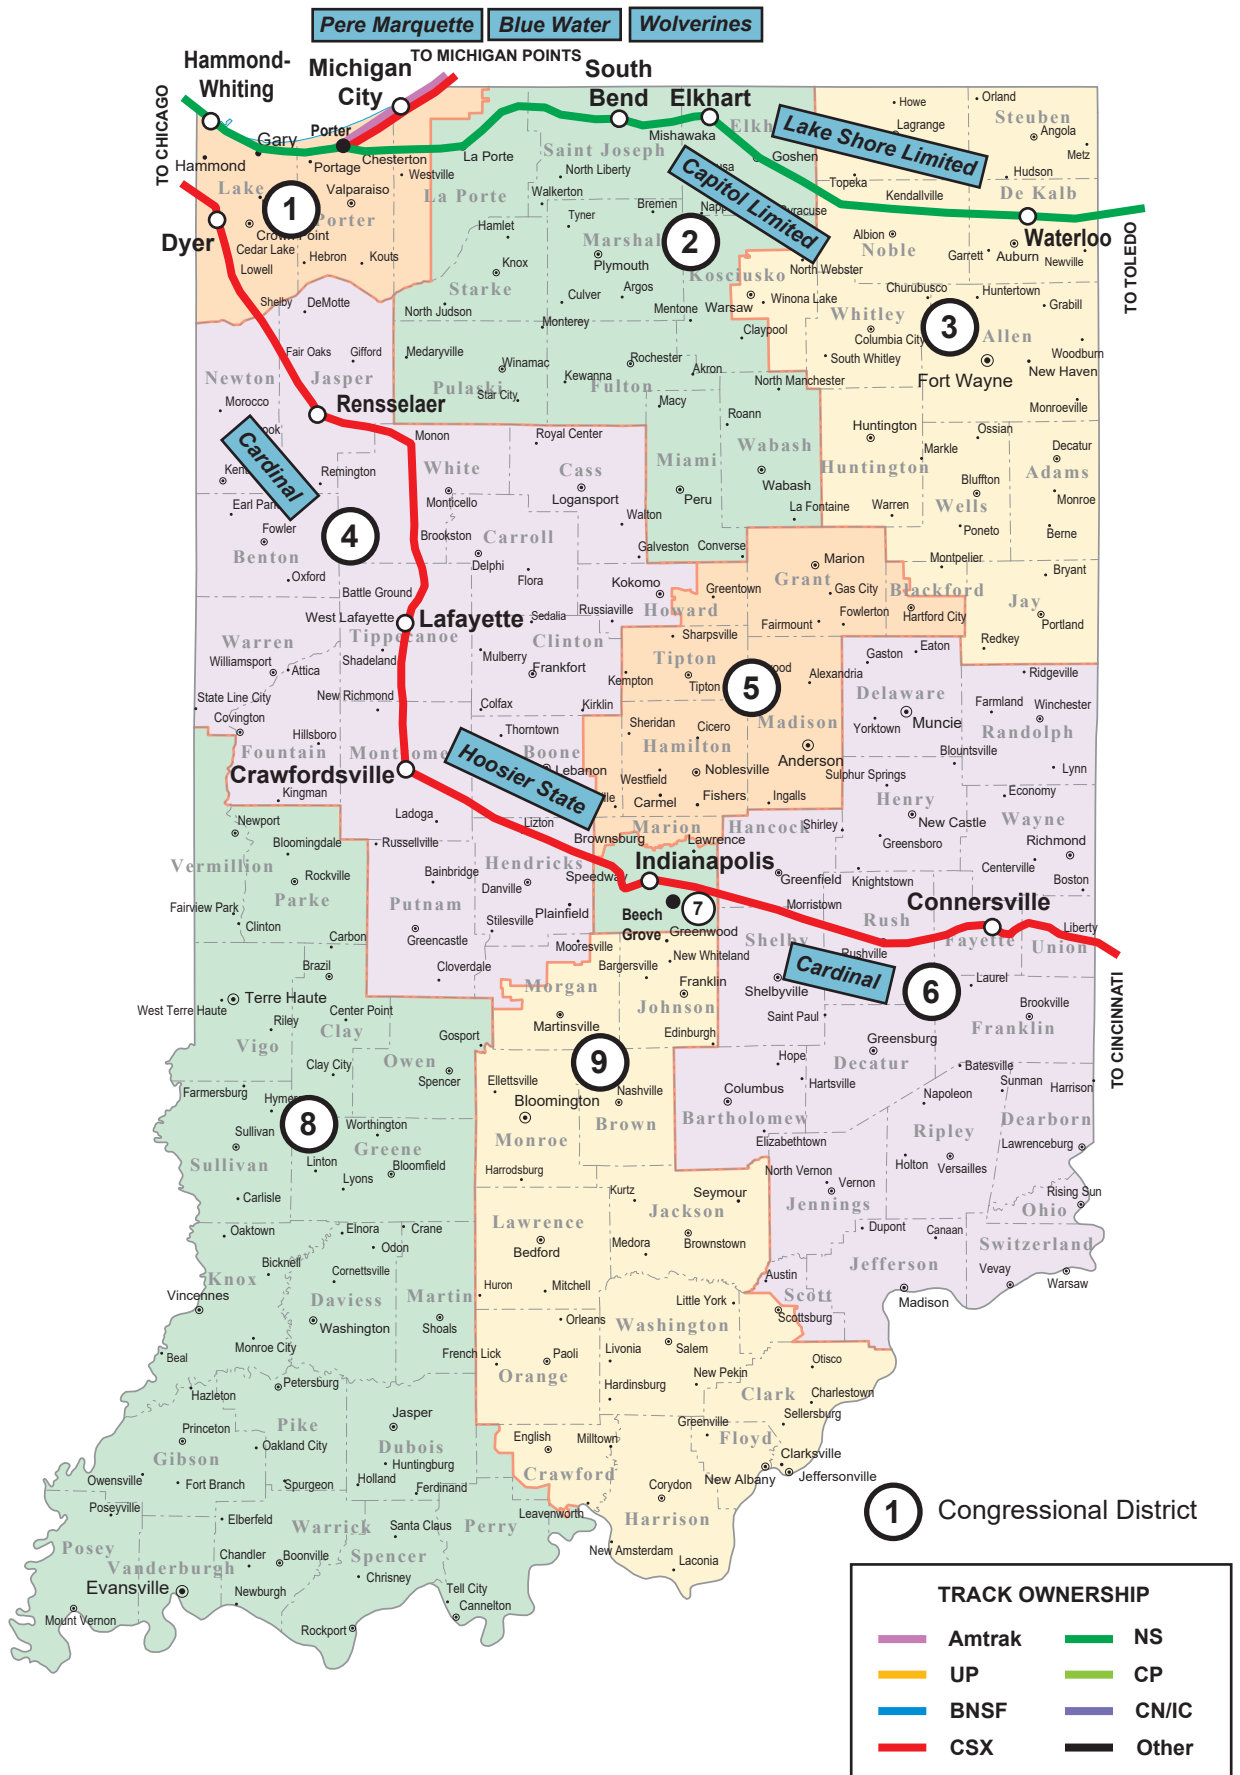 Pere Marquette
Blue Water
Wolverines
TO MICHIGAN POINTS
Hammond-
Whiting
Michigan
City
South
Bend
Elkhart
TO CHICAGO
Porter
Gary
Hammond
Portage
Chesterton
Westville
La Porte
Mishawaka
Lake Shore Limited
Capitol Limited
Howe
Orland
Lagrange
Steuben
Angola
Metz
Hudson
De Kalb
Goshen
Topeka
Kendallville
Saint Joseph
North Liberty
Walkerton
La Porte
Lake
Valparaiso
Porter
1
Crown Point
Cedar Lake
Lowell
Hebron
Kouts
Dyer
Tyner
Bremen
Hamlet
Marshal
2
Plymouth
Knox
Starke
Culver
Argos
Kosciusko
Warsaw
Winona Lake
North Webster
Syracuse
Albion
Noble
Garrett
Auburn
Waterloo
Newville
TO TOLEDO
Churubusco
Huntertown
Grabill
Whitley
Columbia City
South Whitley
3
Allen
Fort Wayne
Woodburn
New Haven
Monroeville
Shelby
DeMotte
North Judson
Monterey
Mentone
Claypool
Fair Oaks
Gifford
Medaryville
Winamac
Rochester
Akron
Newton
Jasper
Pulaski
Star City
Kewanna
Fulton
Macy
North Manchester
Morocco
Rensselaer
Roann
Huntington
Markle
Ossian
Decatur
Cardinal
Monon
Royal Center
Miami
Wabash
Wabash
Huntington
Bluffton
Adams
Remington
White
Cass
Monticello
Logansport
Peru
La Fontaine
Warren
Wells
Monroe
Earl Park
Fowler
4
Benton
Brookston
Carroll
Walton
Poneto
Berne
Delphi
Galveston
Converse
Marion
Montpelier
Oxford
Flora
Kokomo
Greentown
Grant
Gas City
Blackford
Bryant
Battle Ground
Howard
Fairmount
Fowlerton
Hartford City
Jay
Portland
West Lafayette
Lafayette
Sedalia
Russiaville
Sharpsville
Redkey
Warren
Tippecanoe
Clinton
Tipton
Gaston
Eaton
Williamsport
Attica
Shadeland
Mulberry
Frankfort
Kempton
Tipton
5
Alexandria
Ridgeville
State Line City
New Richmond
Colfax
Kirklin
Delaware
Farmland
Winchester
Covington
Thorntown
Sheridan
Cicero
Madison
Yorktown
Muncie
Randolph
Hillsboro
Fountain
Boone
Lebanon
Hamilton
Westfield
Noblesville
Anderson
Blountsville
Lynn
Crawfordsville
Hoosier State
Sulphur Springs
Kingman
Carmel
Fishers
Ingalls
Henry
Economy
Newport
Ladoga
Lizton
Marion
Hancock
Shirley
New Castle
Wayne
Richmond
Vermillion
Bloomingdale
Russellville
Brownsburg
Lawrence
Greensboro
Rockville
Bainbridge
Hendricks
Danville
Speedway
Indianapolis
Greenfield
Knightstown
Centerville
Boston
Parke
Putnam
Plainfield
Beech
Grove
7
Morristown
Connersville
Fairview Park
Clinton
Stilesville
Greencastle
Greenwood
Rush
Fayette
Liberty
Union
Carbon
Mooresville
New Whiteland
Shelby
Rushville
Brazil
Cloverdale
Bargersville
Cardinal
6
Laurel
Morgan
Franklin
Shelbyville
West Terre Haute
Terre Haute
Johnson
Brookville
Riley
Center Point
Martinsville
Saint Paul
Franklin
Vigo
Clay
Gosport
Edinburgh
Greensburg
TO CINCINNATI
Clay City
Owen
Spencer
9
Hope
Decatur
Batesville
Farmersburg
Ellettsville
Nashville
Columbus
Hartsville
Sunman
Harrison
8
Bloomington
Napoleon
Sullivan
Worthington
Monroe
Brown
Bartholomew
Dearborn
Greene
Elizabethtown
Ripley
Lawrenceburg
Sullivan
Linton
Bloomfield
Harrodsburg
North Vernon
Holton
Versailles
Lyons
Vernon
Carlisle
Kurtz
Seymour
Jennings
Rising Sun
Ohio
Oaktown
Elnora
Crane
Lawrence
Jackson
Dupont
Canaan
Odon
Bedford
Medora
Brownstown
Switzerland
Bicknell
Cornettsville
Jefferson
Knox
Huron
Mitchell
Austin
Vevay
Warsaw
Vincennes
Daviess
Martin
Little York
Scott
Madison
Washington
Shoals
Orleans
Washington
Scottsburg
Monroe City
French Lick
Paoli
Livonia
Salem
Beal
Orange
New Pekin
Otisco
Hazleton
Petersburg
Hardinsburg
Clark
Charlestown
Princeton
Pike
Jasper
Greenville
Sellersburg
Gibson
Oakland City
Dubois
English
Milltown
Floyd
Clarksville
Huntingburg
Owensville
Fort Branch
Spurgeon
Holland
Crawford
New Albany
Jeffersonville
Ferdinand
Corydon
Poseyville
Elberfeld
Warrick
Santa Claus
Perry
Leavenworth
Harrison
Posey
Chandler
Boonville
Spencer
New Amsterdam
Laconia
Vanderburgh
Evansville
Chrisney
Newburgh
Tell City
Cannelton
Mount Vernon
Rockport
1 Congressional District
TRACK OWNERSHIP
Amtrak
NS
UP
CP
BNSF
CN/IC
CSX
Other